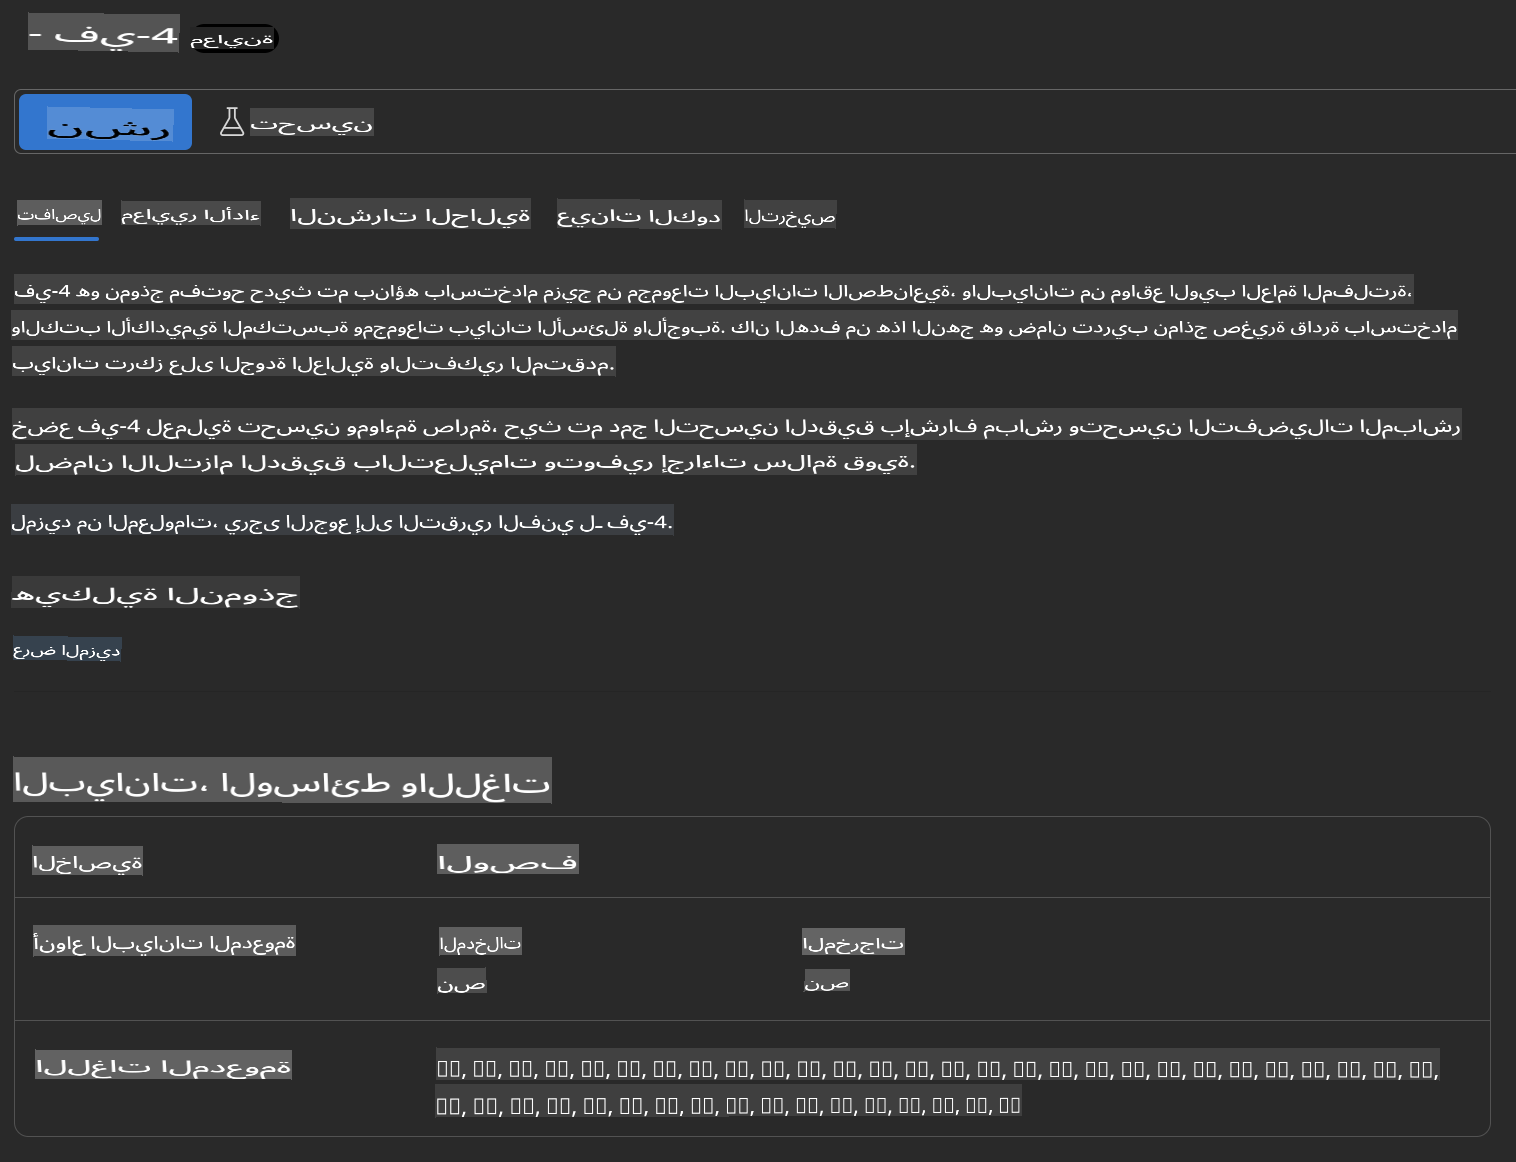 - في-4 معاينة
نشر
تحسين
تفاصيل
معايير الأداء
النشرات الحالية
عينات الكود
الترخيص
في-4 هو نموذج مفتوح حديث تم بناؤه باستخدام مزيج من مجموعات البيانات الاصطناعية، والبيانات من مواقع الويب العامة المفلترة،
والكتب الأكاديمية المكتسبة ومجموعات بيانات الأسئلة والأجوبة. كان الهدف من هذا النهج هو ضمان تدريب نماذج صغيرة قادرة باستخدام
بيانات تركز على الجودة العالية والتفكير المتقدم.
خضع في-4 لعملية تحسين ومواءمة صارمة، حيث تم دمج التحسين الدقيق بإشراف مباشر وتحسين التفضيلات المباشر
لضمان الالتزام الدقيق بالتعليمات وتوفير إجراءات سلامة قوية.
لمزيد من المعلومات، يرجى الرجوع إلى التقرير الفني لـ في-4.
هيكلية النموذج
عرض المزيد
البيانات، الوسائط واللغات
الخاصية
الوصف
أنواع البيانات المدعومة
المدخلات
المخرجات
نص
نص
اللغات المدعومة